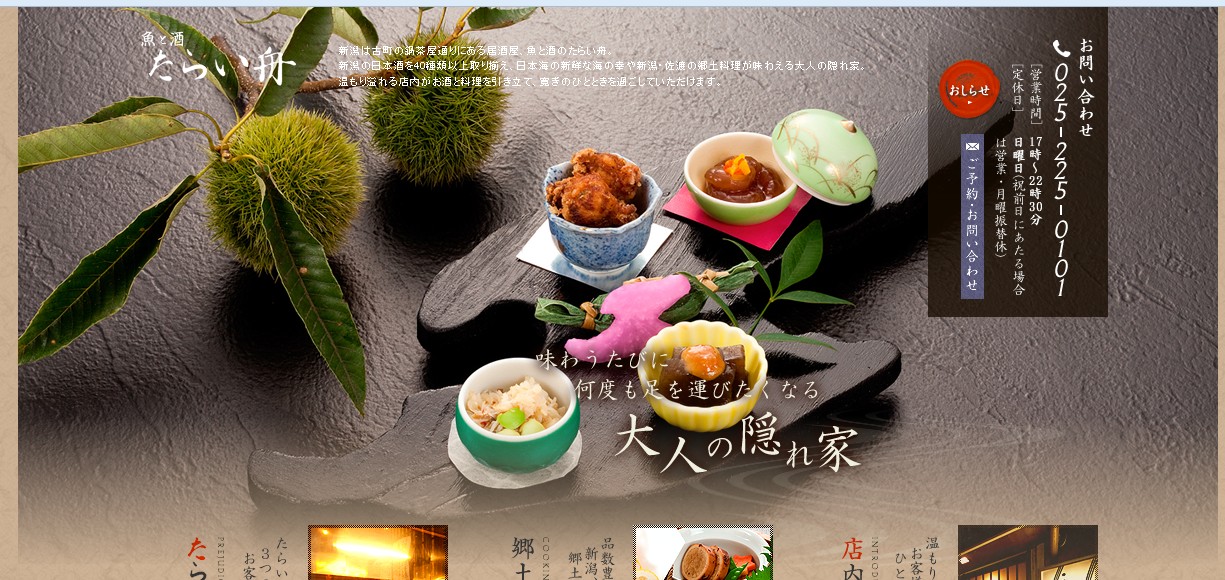 魚と酒
たらい舟
新潟は古町の鍋茶屋通りにある居酒屋、魚と酒のたらい舟。
新潟の日本酒を40種類以上取り揃え、日本海の新鮮な海の幸や新潟・佐渡の郷土料理が味わえる大人の隠れ家。
温もり溢れる店内がお酒と料理を引き立て、寛ぎのひとときを過ごしていただけます。
お問い合わせ
025-225-0101
[営業時間] 17時~22時30分
[定休日] 日曜日(祝前日にあたる場合
は営業・月曜振替休)
おしらせ
ご予約・お問い合わせ
味わうたびに
何度も足を運びたくなる
大人の隠れ家
たら
PREJUDI
たらい
3つ
お客
郷土
COOKIN
品数豊
新潟、
郷土
店内
INTROD
温もり
お客様
ひと